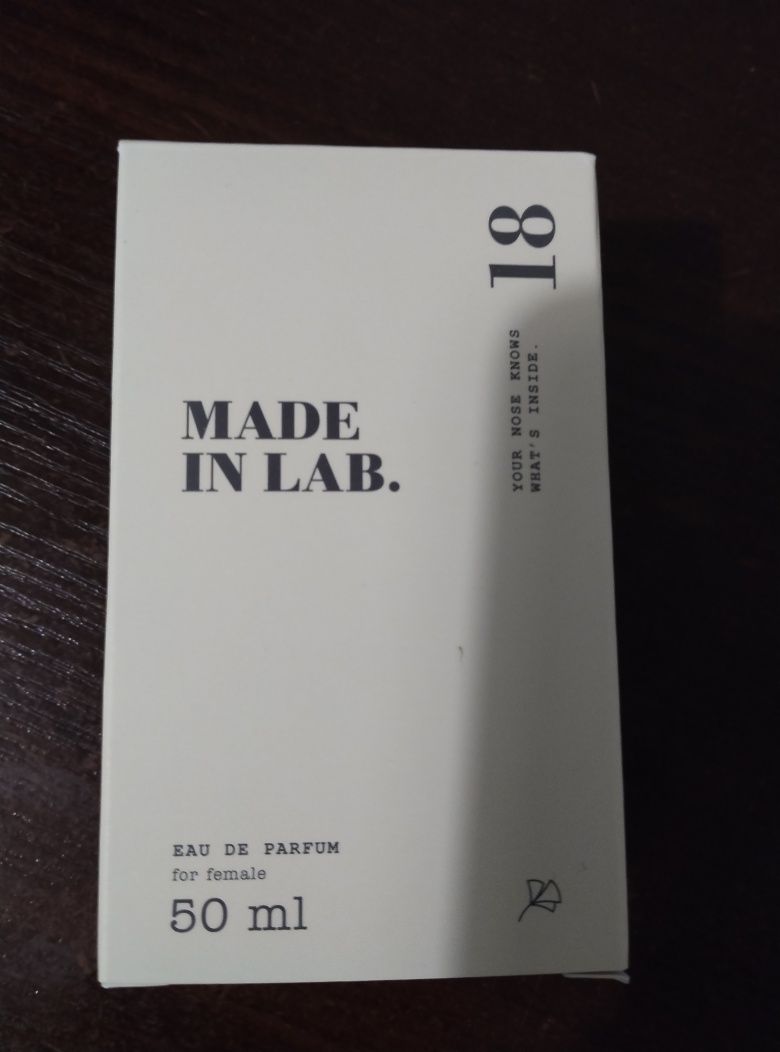 18
YOUR NOSE KNOWS
WHAT'S INSIDE.
MADE
IN LAB.
EAU DE PARFUM
for female
50 ml